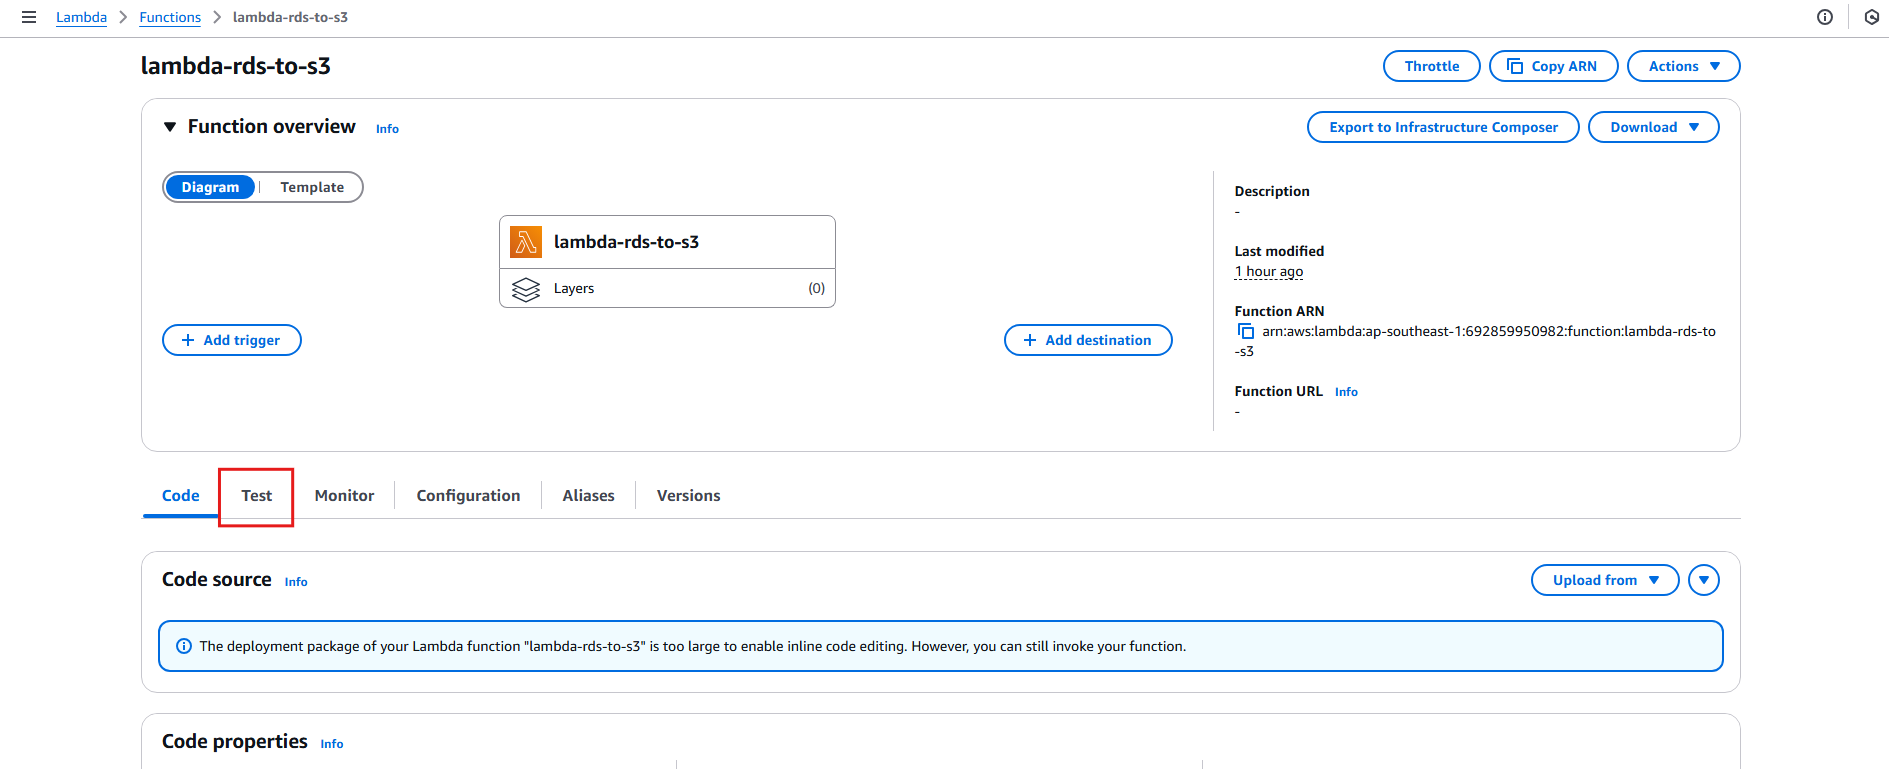 Lambda
Functions
lambda-rds-to-s3
lambda-rds-to-s3
Throttle
Copy ARN
Actions
Function overview
Info
Export to Infrastructure Composer
Download
Diagram
Template
lambda-rds-to-s3
Layers
(0)
Add trigger
Add destination
Description
-
Last modified
1 hour ago
Function ARN
arn:aws:lambda:ap-southeast-1:692859950982:function:lambda-rds-to
-s3
Function URL
Info
-
Code
Test
Monitor
Configuration
Aliases
Versions
Code source
Info
Upload from
The deployment package of your Lambda function "lambda-rds-to-s3" is too large to enable inline code editing. However, you can still invoke your function.
Code properties
Info